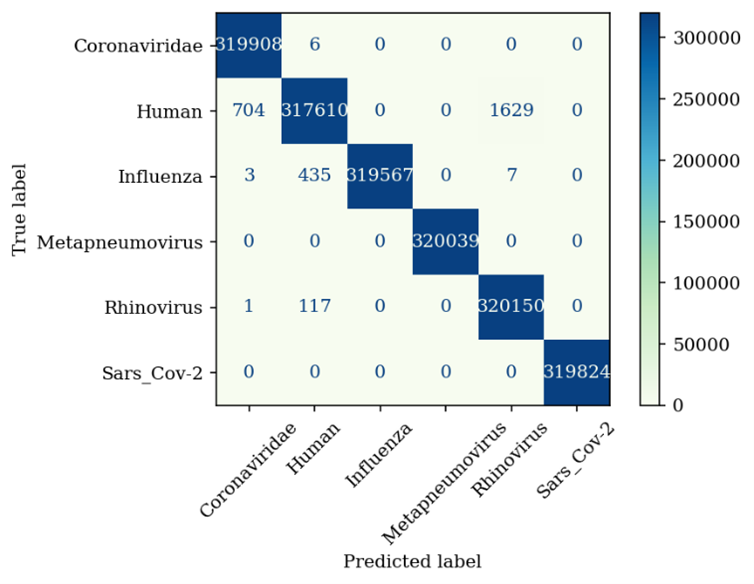 True label
Coronaviridae 319908 6 0 0 0 0
Human 704 317610 0 0 1629 0
Influenza 3 435 319567 0 7 0
Metapneumovirus 0 0 0 320039 0 0
Rhinovirus 1 117 0 0 320150 0
Sars_Cov-2 0 0 0 0 0 319824
Coronaviridae Human Influenza Metapneumovirus Rhinovirus Sars_Cov-2
Predicted label
300000
250000
200000
150000
100000
50000
0